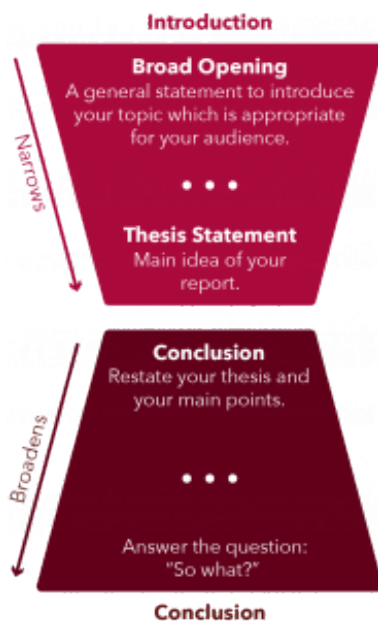 Introduction
Broad Opening
A general statement to introduce
your topic which is appropriate
for your audience.
• • •
Narrows
Thesis Statement
Main idea of your
report.
Conclusion
Restate your thesis and
your main points.
• • •
Broadens
Answer the question:
"So what?"
Conclusion